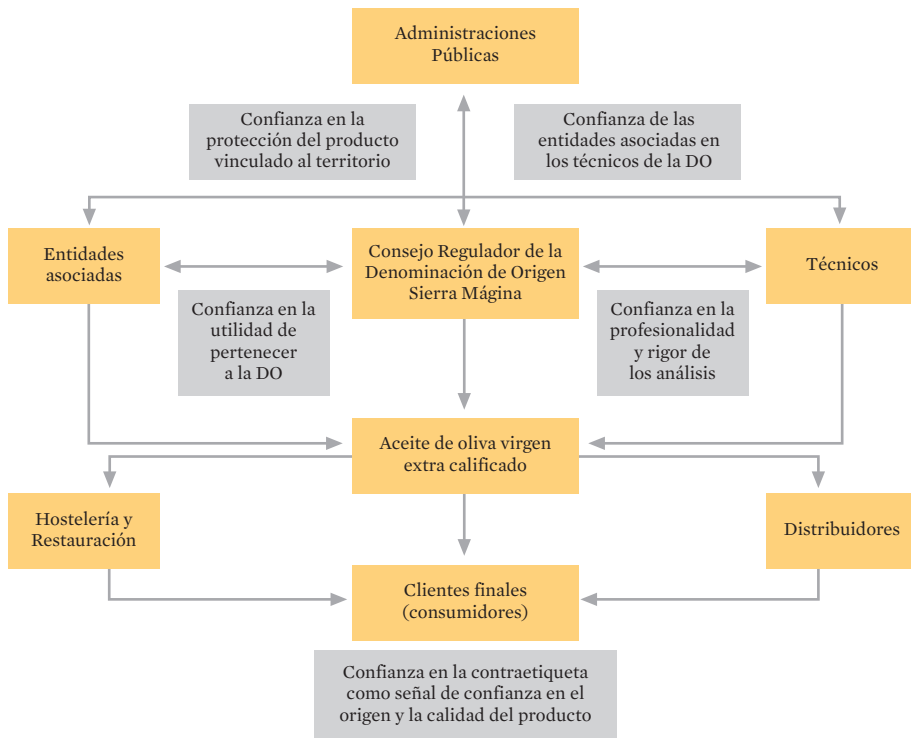 Administraciones
Públicas
Confianza en la
protección del producto
vinculado al territorio
Confianza de las
entidades asociadas en
los técnicos de la DO
Entidades
asociadas
Consejo Regulador de la
Denominación de Origen
Sierra Mágina
Técnicos
Confianza en la
utilidad de
pertenecer
a la DO
Confianza en la
profesionalidad
y rigor de
los análisis
Aceite de oliva virgen
extra calificado
Hostelería y
Restauración
Distribuidores
Clientes finales
(consumidores)
Confianza en la contraetiqueta
como señal de confianza en el
origen y la calidad del producto